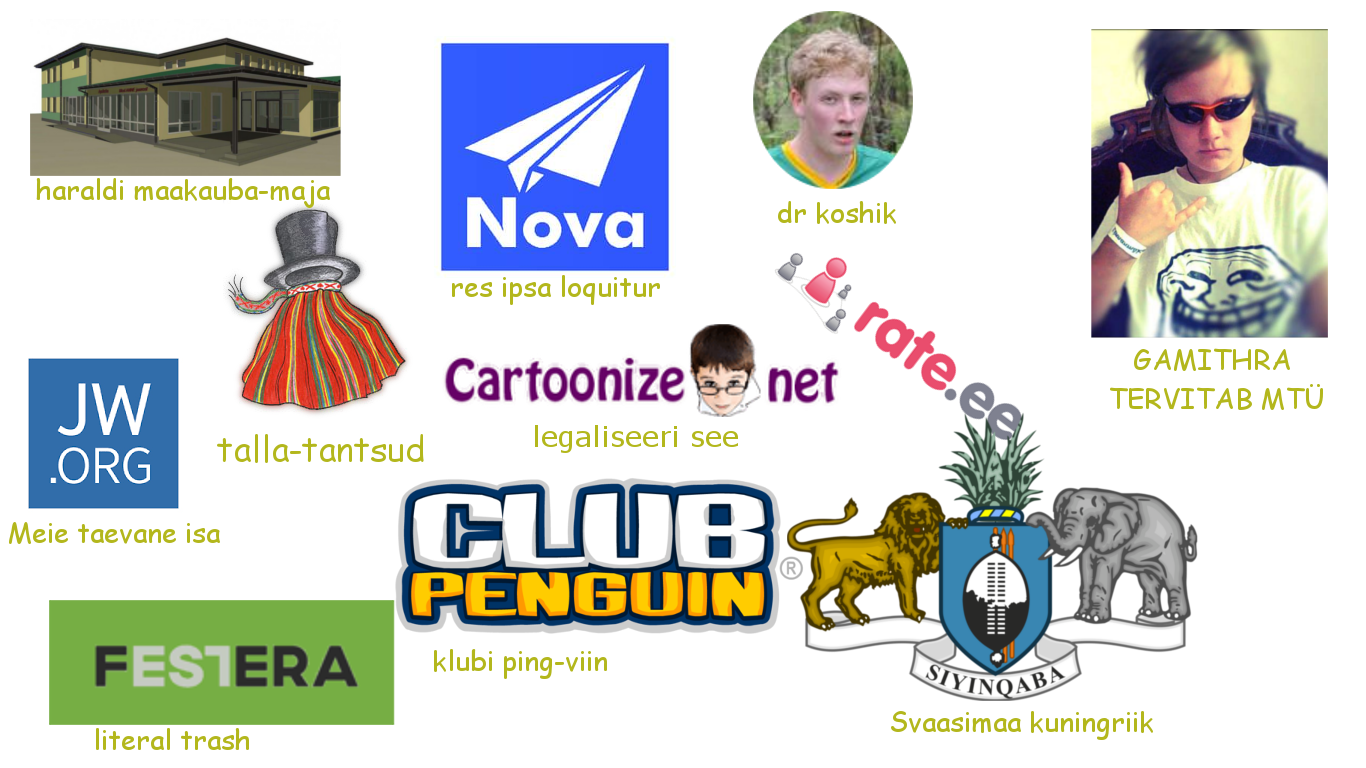 haraldi maakauba-maja
Nova
res ipsa loquitur
dr koshik
rate.ee
GAMITHRA
TERVITAB MTÜ
talla-tantsud
Cartoonize net
legaliseeri see
JW
.ORG
Meie taevane isa
CLUB
PENGUIN
®
klubi ping-viin
SIYINQABA
Svaasimaa kuningriik
FESTERA
literal trash